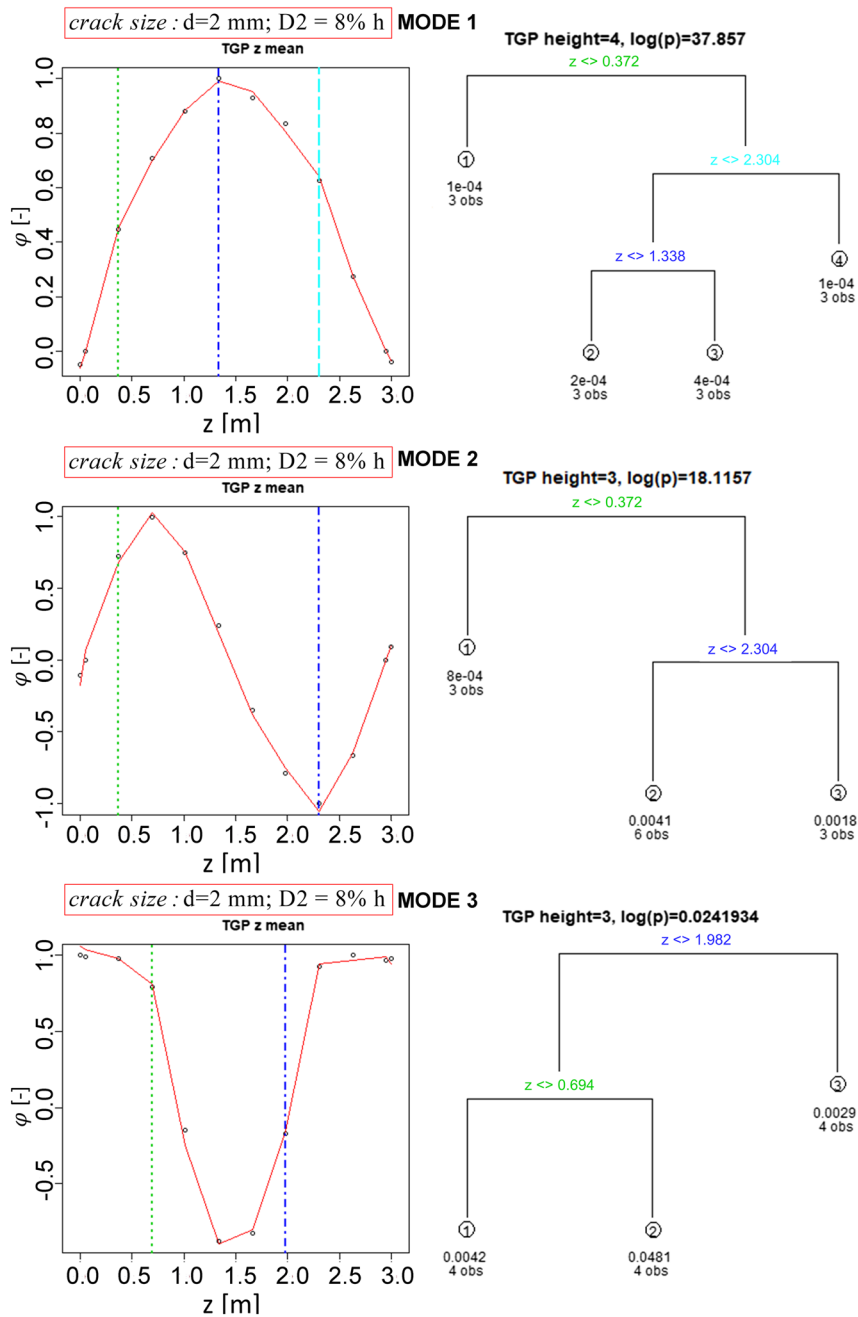 crack size : d=2 mm; D2 = 8% h MODE 1
TGP z mean
φ [-]
1.0
0.8
0.6
0.4
0.2
0.0
0.0 0.5 1.0 1.5 2.0 2.5 3.0
z [m]
TGP height=4, log(p)=37.857
z <> 0.372
1
1e-04
3 obs
z <> 2.304
z <> 1.338
4
1e-04
3 obs
2
3
2e-04
3 obs
4e-04
3 obs
crack size : d=2 mm; D2 = 8% h MODE 2
TGP z mean
φ [-]
1.0
0.5
0.0
-0.5
-1.0
0.0 0.5 1.0 1.5 2.0 2.5 3.0
z [m]
TGP height=3, log(p)=18.1157
z <> 0.372
1
8e-04
3 obs
z <> 2.304
2
3
0.0041
6 obs
0.0018
3 obs
crack size : d=2 mm; D2 = 8% h MODE 3
TGP z mean
φ [-]
1.0
0.5
0.0
-0.5
0.0 0.5 1.0 1.5 2.0 2.5 3.0
z [m]
TGP height=3, log(p)=0.0241934
z <> 1.982
z <> 0.694
3
0.0029
4 obs
1
2
0.0042
4 obs
0.0481
4 obs